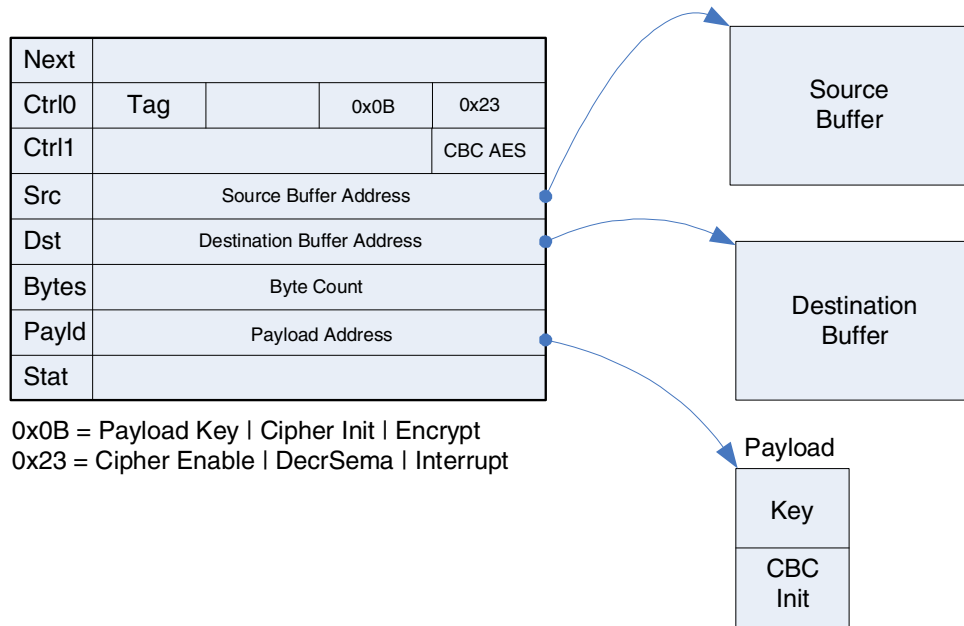 Next
Ctrl0 Tag 0x0B 0x23
Ctrl1 CBC AES
Src Source Buffer Address
Dst Destination Buffer Address
Bytes Byte Count
Payld Payload Address
Stat
0x0B = Payload Key | Cipher Init | Encrypt
0x23 = Cipher Enable | DecrSema | Interrupt
Source
Buffer
Destination
Buffer
Payload
Key
CBC
Init